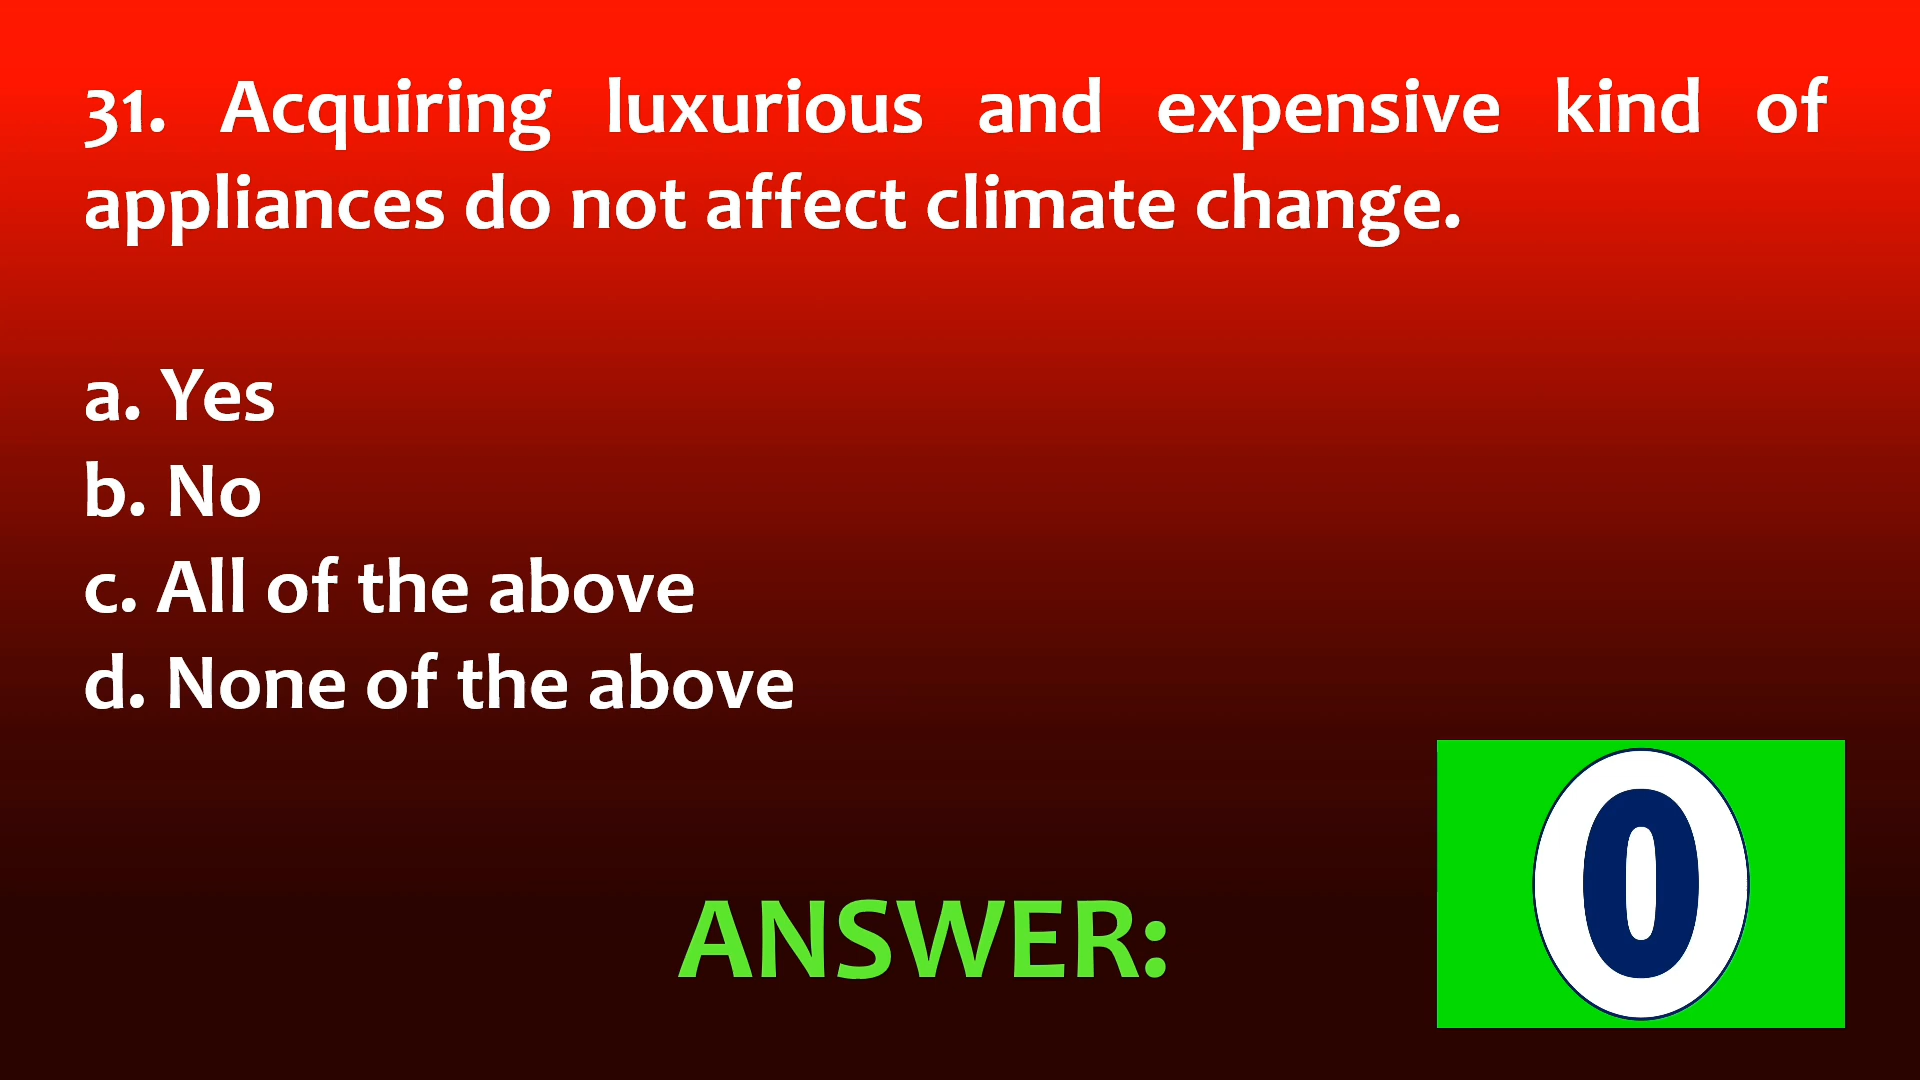 31. Acquiring luxurious and expensive kind of
appliances do not affect climate change.
a. Yes
b. No
c. All of the above
d. None of the above
ANSWER:
0